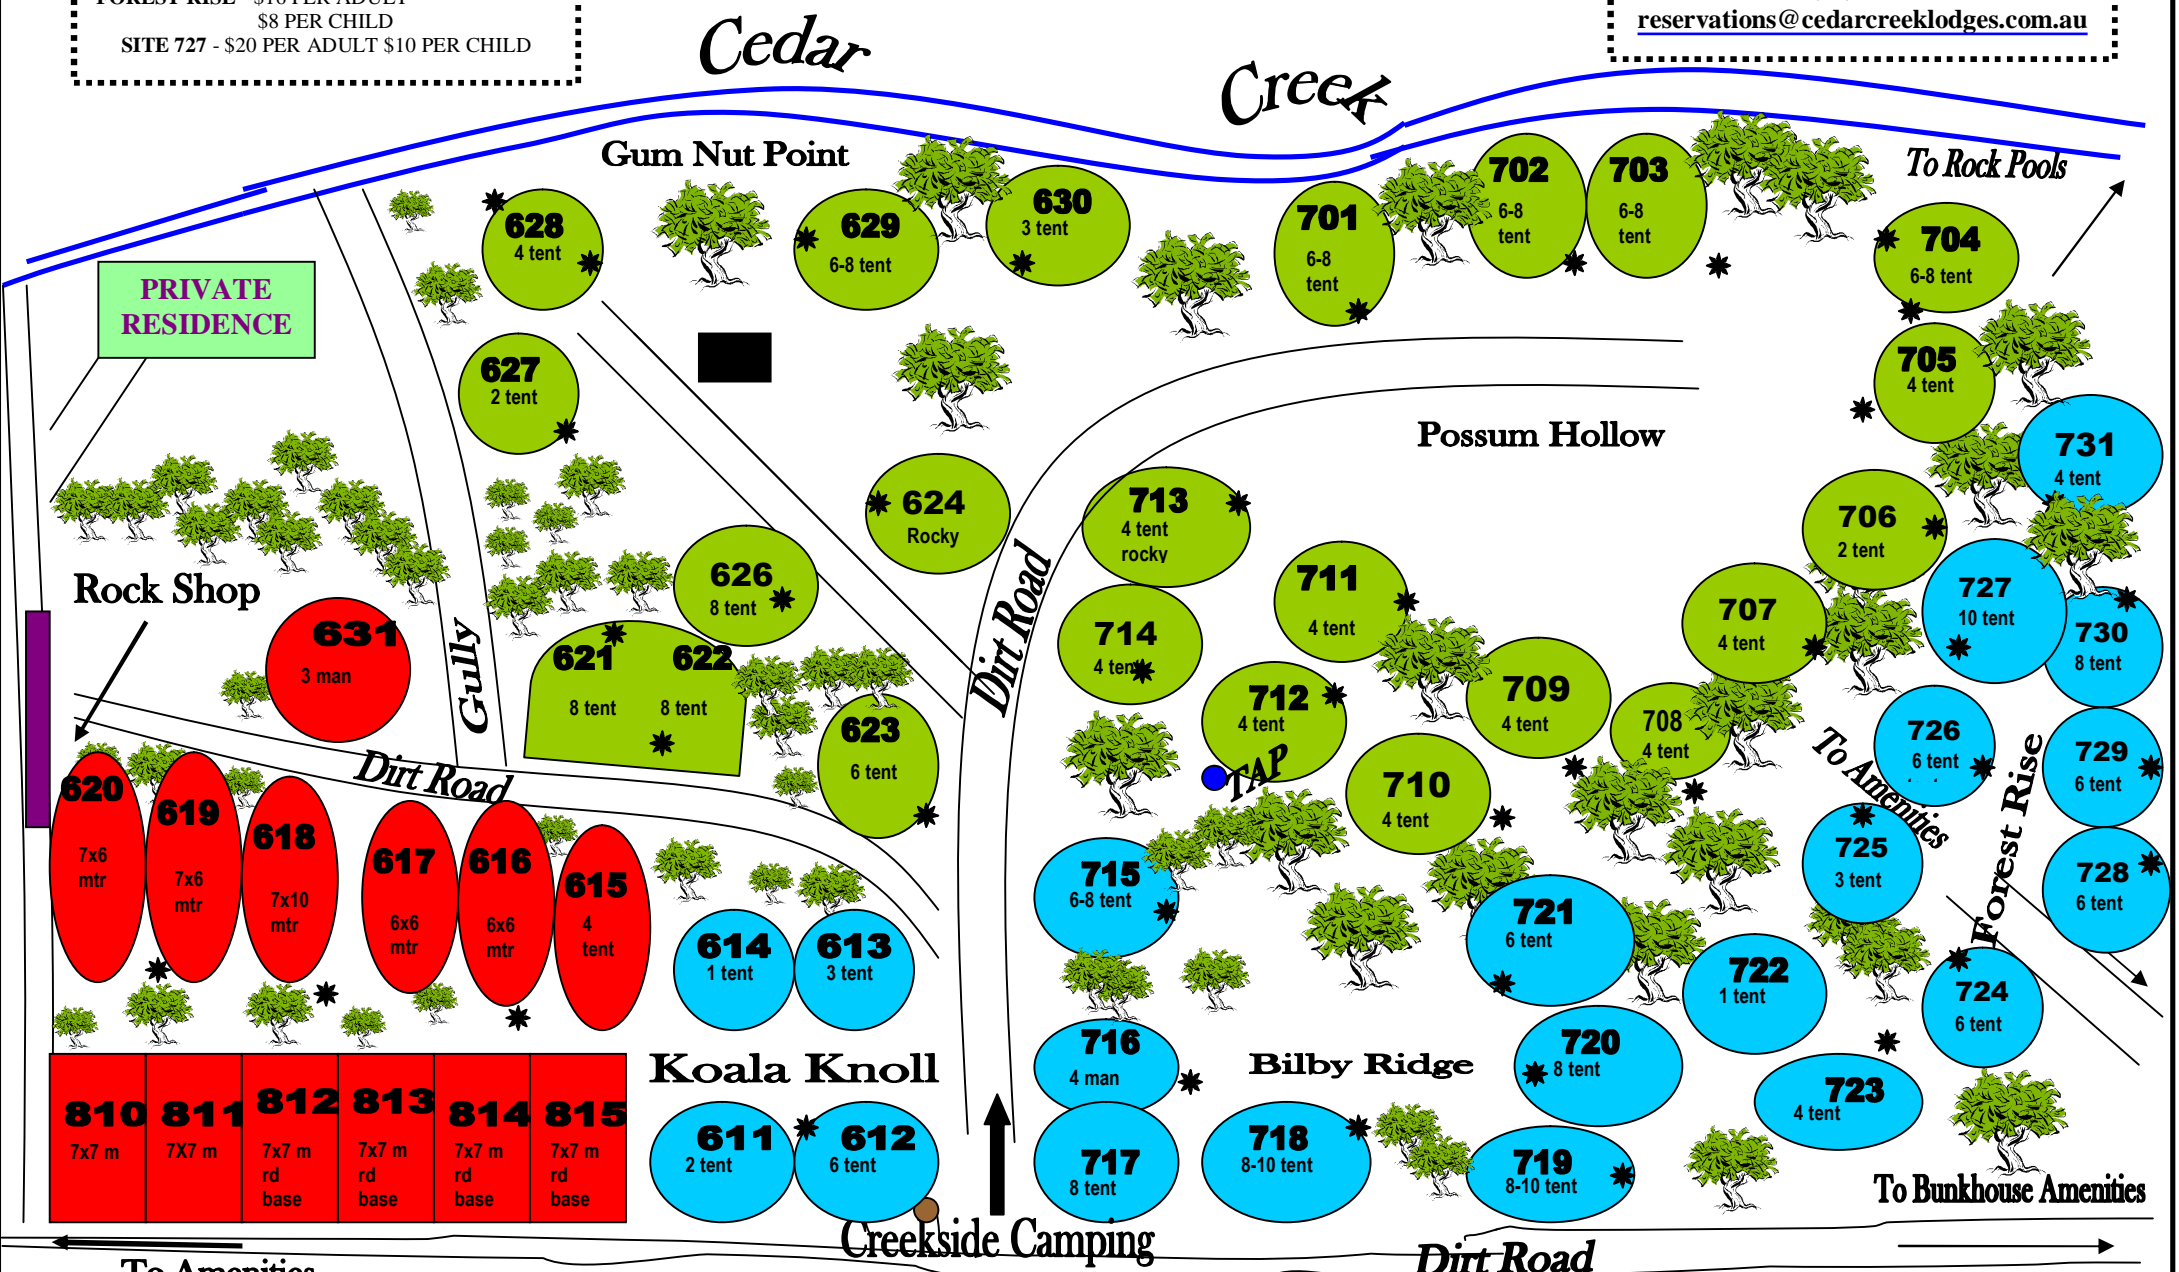 $8 PER CHILD
SITE 727 - $20 PER ADULT $10 PER CHILD
reservations@cedarcreeklodges.com.au
Cedar
Creek
Gum Nut Point
To Rock Pools
PRIVATE
RESIDENCE
628
4 tent
629
6-8 tent
630
3 tent
701
6-8
tent
702
6-8
tent
703
6-8
tent
704
6-8 tent
627
2 tent
705
4 tent
Possum Hollow
731
4 tent
624
Rocky
713
4 tent
rocky
706
2 tent
Rock Shop
626
8 tent
Dirt Road
711
4 tent
707
4 tent
727
10 tent
730
8 tent
631
3 man
Gully
621
8 tent
622
8 tent
714
4 tent
712
4 tent
709
4 tent
708
4 tent
623
6 tent
TAP
710
4 tent
To Amenities
726
6 tent
Forest Rise
729
6 tent
Dirt Road
620
7x6
mtr
619
7x6
mtr
618
7x10
mtr
617
6x6
mtr
616
6x6
mtr
615
4
tent
614
1 tent
613
3 tent
715
6-8 tent
721
6 tent
722
1 tent
725
3 tent
728
6 tent
724
6 tent
Koala Knoll
716
4 man
Bilby Ridge
720
8 tent
723
4 tent
810
7x7 m
811
7X7 m
812
7x7 m
rd
base
813
7x7 m
rd
base
814
7x7 m
rd
base
815
7x7 m
rd
base
611
2 tent
612
6 tent
717
8 tent
718
8-10 tent
719
8-10 tent
To Bunkhouse Amenities
Creekside Camping
Dirt Road
To Amenities